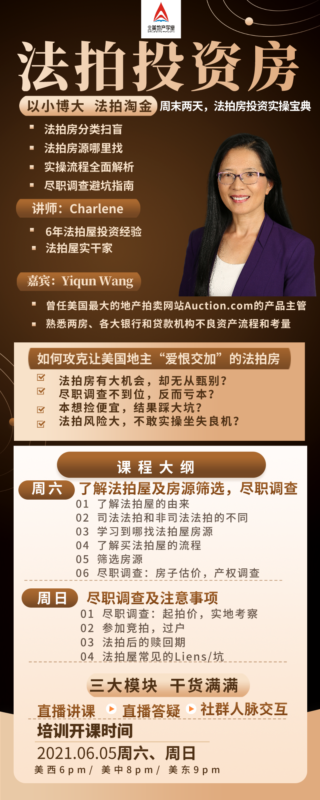 北美地产学堂
法拍投资房
以小博大 法拍淘金 周末两天，法拍房投资实操宝典
法拍房分类扫盲
法拍房源哪里找
实操流程全面解析
尽职调查避坑指南
讲师：Charlene
6年法拍屋投资经验
法拍屋实干家
嘉宾：Yiqun Wang
曾任美国最大的地产拍卖网站Auction.com的产品主管
熟悉两房、各大银行和贷款机构不良资产流程和考量
如何攻克让美国地主“爱恨交加”的法拍房
法拍房有大机会，却无从甄别？
尽职调查不到位，反而亏本？
本想捡便宜，结果踩大坑？
法拍风险大，不敢实操坐失良机？
课程大纲
周六 了解法拍屋及房源筛选，尽职调查
01 了解法拍屋的由来
02 司法法拍和非司法法拍的不同
03 学习到哪找法拍屋房源
04 了解买法拍屋的流程
05 筛选房源
06 尽职调查：房子估价，产权调查
周日 尽职调查及注意事项
01 尽职调查：起拍价，实地考察
02 参加竞拍，过户
03 法拍后的赎回期
04 法拍屋常见的Liens/坑
三大模块 干货满满
直播讲课 直播答疑 社群人脉交互
培训开课时间
2021.06.05周六、周日
美西6pm/ 美中8pm/ 美东9pm